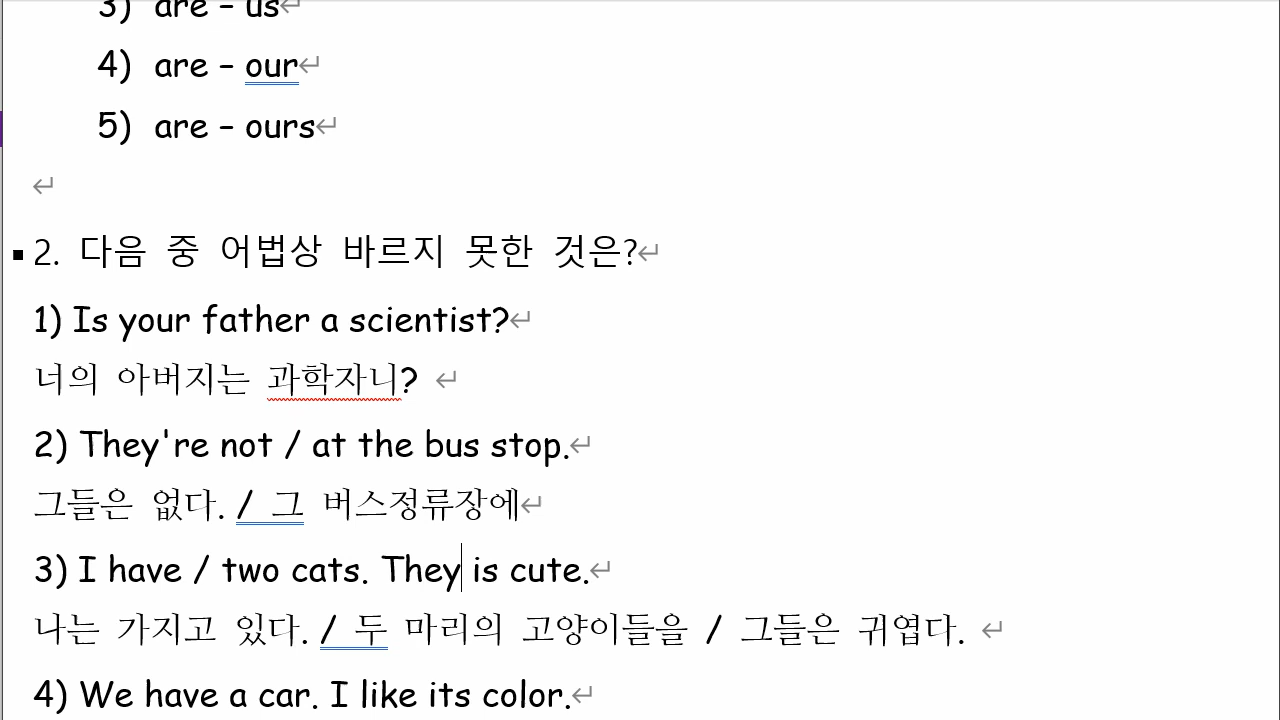 3) are – us
4) are – our
5) are – ours
2. 다음 중 어법상 바르지 못한 것은?
1) Is your father a scientist?
너의 아버지는 과학자니?
2) They're not / at the bus stop.
그들은 없다. / 그 버스정류장에
3) I have / two cats. They is cute.
나는 가지고 있다. / 두 마리의 고양이들을 / 그들은 귀엽다.
4) We have a car. I like its color.